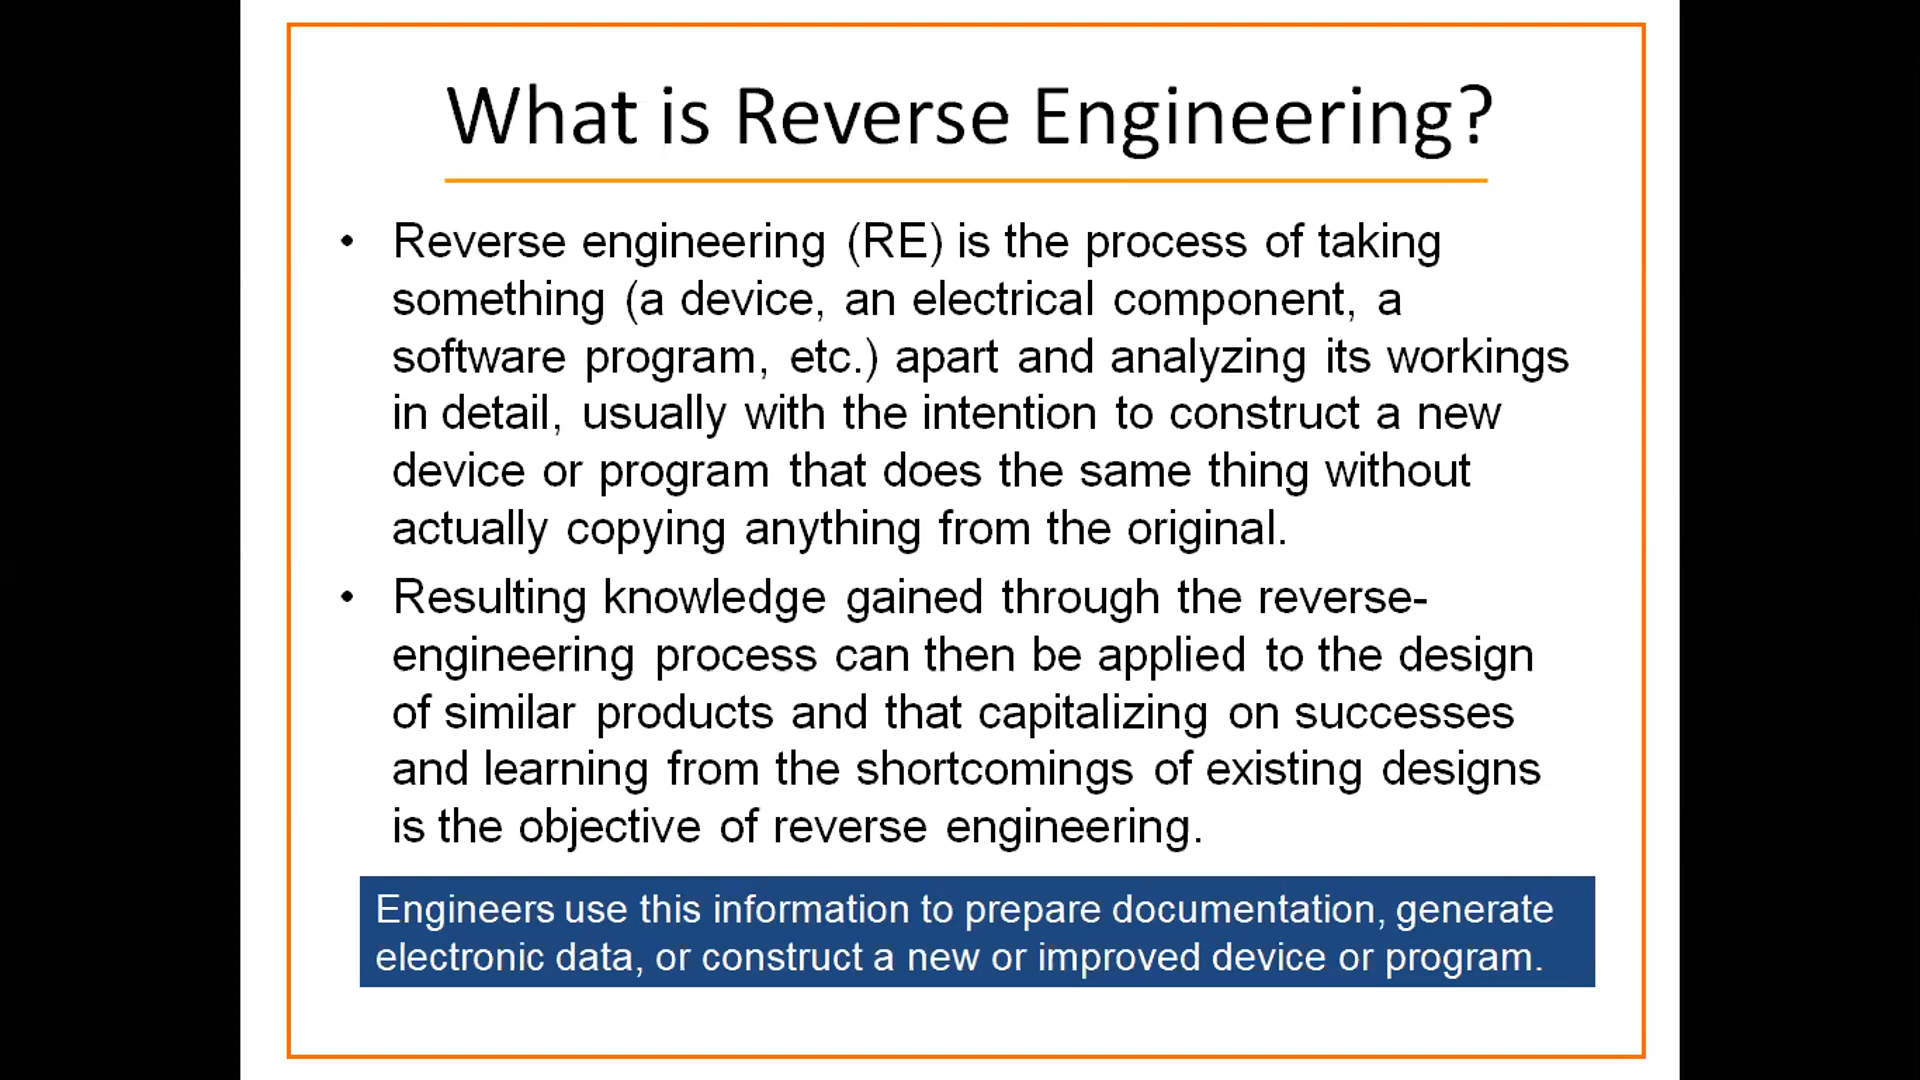 What is Reverse Engineering?
• Reverse engineering (RE) is the process of taking
something (a device, an electrical component, a
software program, etc.) apart and analyzing its workings
in detail, usually with the intention to construct a new
device or program that does the same thing without
actually copying anything from the original.
• Resulting knowledge gained through the reverse-
engineering process can then be applied to the design
of similar products and that capitalizing on successes
and learning from the shortcomings of existing designs
is the objective of reverse engineering.
Engineers use this information to prepare documentation, generate
electronic data, or construct a new or improved device or program.